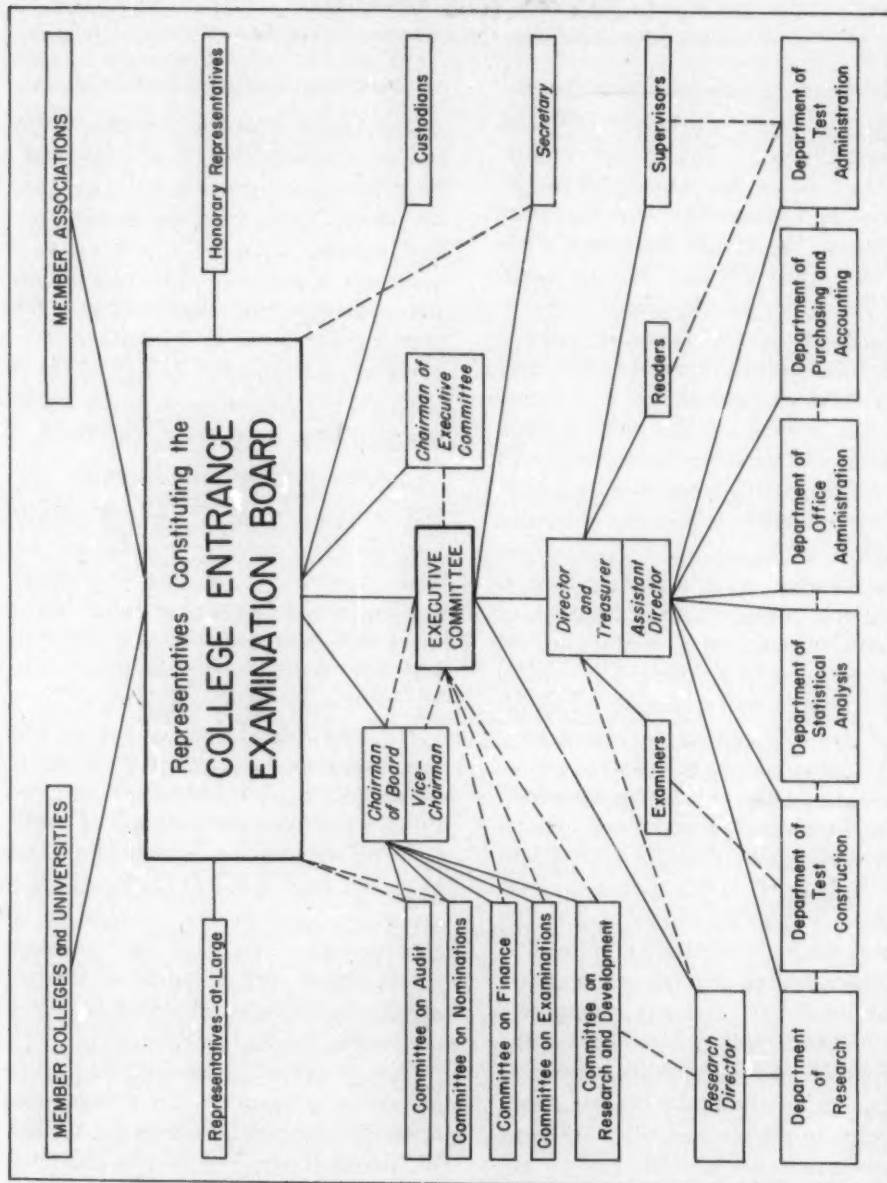 MEMBER COLLEGES and UNIVERSITIES
MEMBER ASSOCIATIONS
Representatives Constituting the
COLLEGE ENTRANCE
EXAMINATION BOARD
Representatives-at-Large
Honorary Representatives
Chairman
of Board
Vice-
Chairman
Chairman of
Executive
Committee
Custodians
Committee on Audit
Committee on Nominations
Committee on Finance
Committee on Examinations
Committee on
Research and Development
EXECUTIVE
COMMITTEE
Secretary
Director
and
Treasurer
Assistant
Director
Research
Director
Examiners
Readers
Supervisors
Department
of
Research
Department of
Test
Construction
Department of
Statistical
Analysis
Department of
Office
Administration
Department of
Purchasing and
Accounting
Department of
Test
Administration